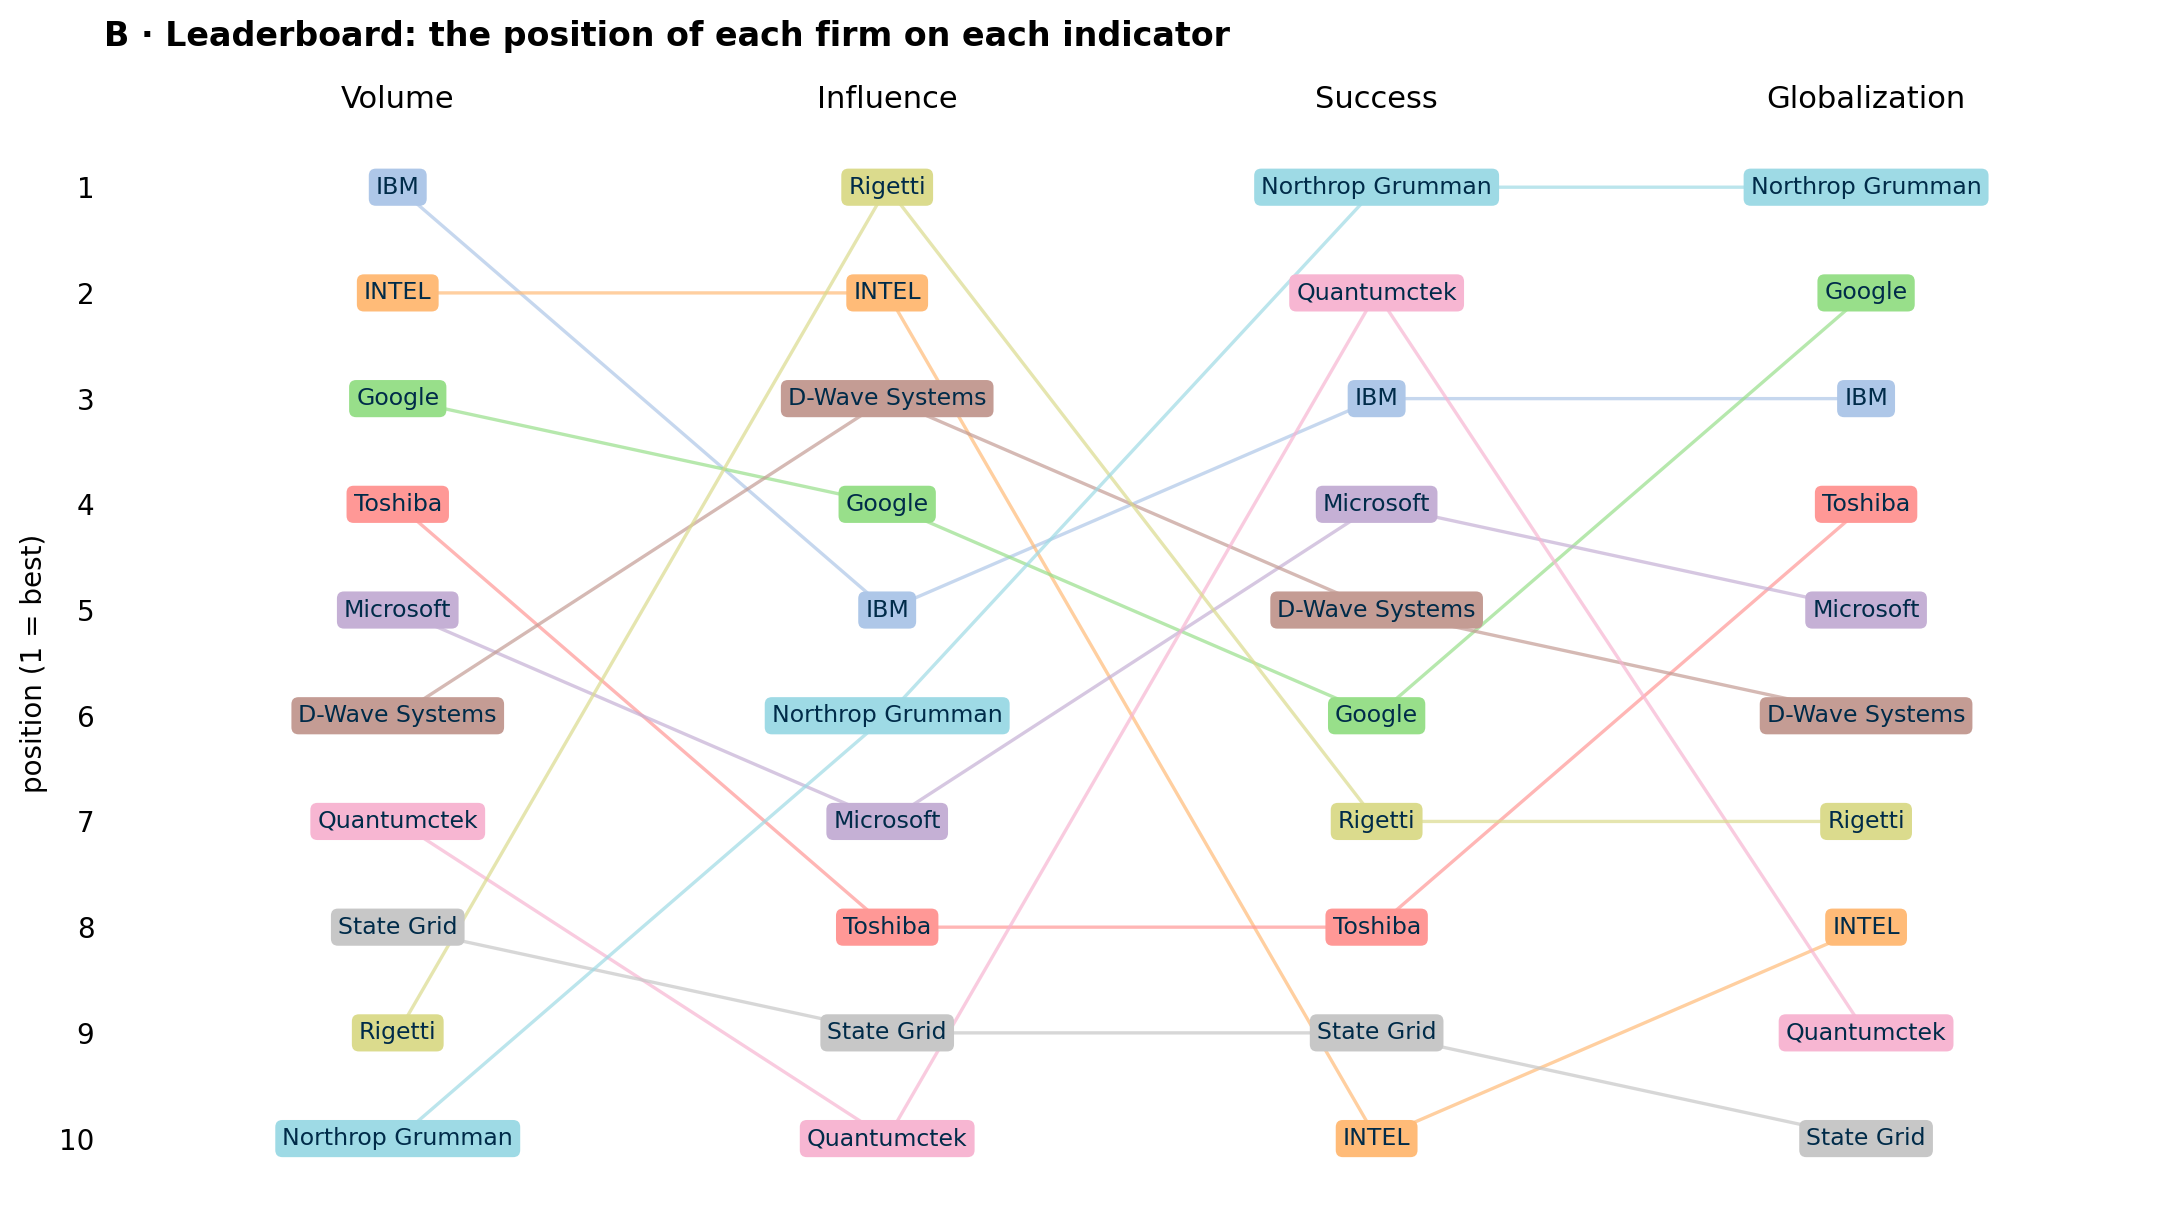 B · Leaderboard: the position of each firm on each indicator
Volume Influence Success Globalization
1 IBM Rigetti Northrop Grumman Northrop Grumman
2 INTEL INTEL Quantumctek Google
3 Google D-Wave Systems IBM IBM
4 Toshiba Google Microsoft Toshiba
5 Microsoft IBM D-Wave Systems Microsoft
6 D-Wave Systems Northrop Grumman Google D-Wave Systems
7 Quantumctek Microsoft Rigetti Rigetti
8 State Grid Toshiba Toshiba INTEL
9 Rigetti State Grid State Grid Quantumctek
10 Northrop Grumman Quantumctek INTEL State Grid
position (1 = best)